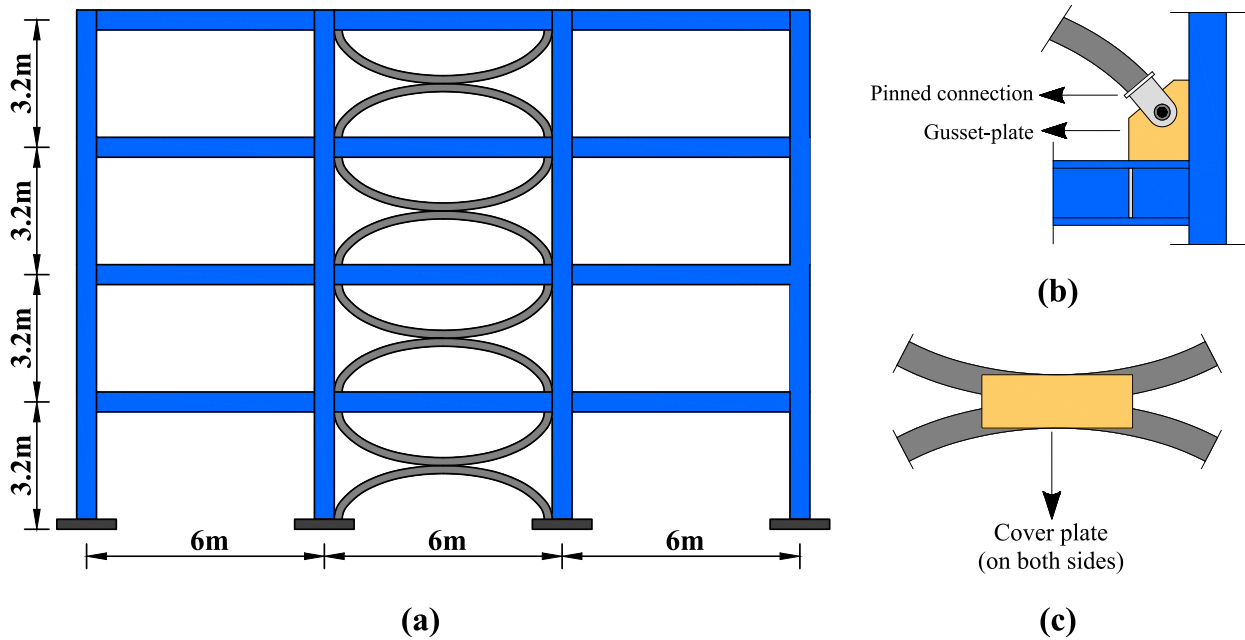 3.2m
3.2m
3.2m
3.2m
6m
6m
6m
(a)
Pinned connection
Gusset-plate
(b)
Cover plate
(on both sides)
(c)